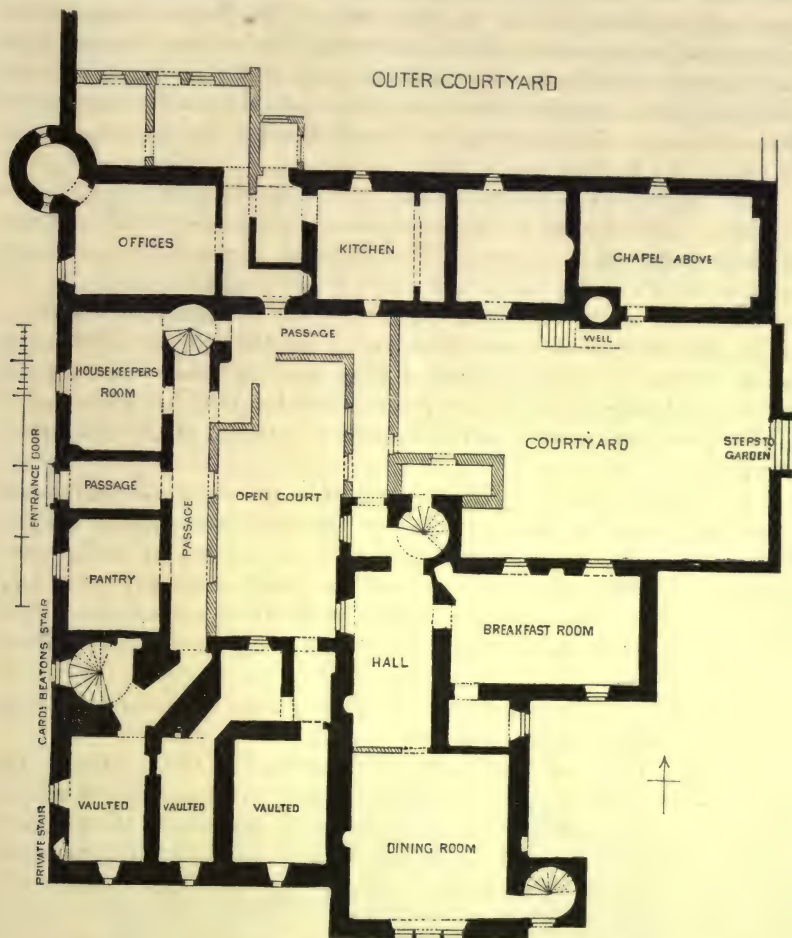 OUTER COURTYARD
OFFICES
KITCHEN
CHAPEL ABOVE
PASSAGE
WELL
HOUSEKEEPERS
ROOM
COURTYARD
STEPS TO
GARDEN
ENTRANCE DOOR
PASSAGE
PASSAGE
OPEN COURT
PANTRY
BREAKFAST ROOM
HALL
CARDL BEATONS STAIR
VAULTED
VAULTED
VAULTED
PRIVATE STAIR
DINING ROOM